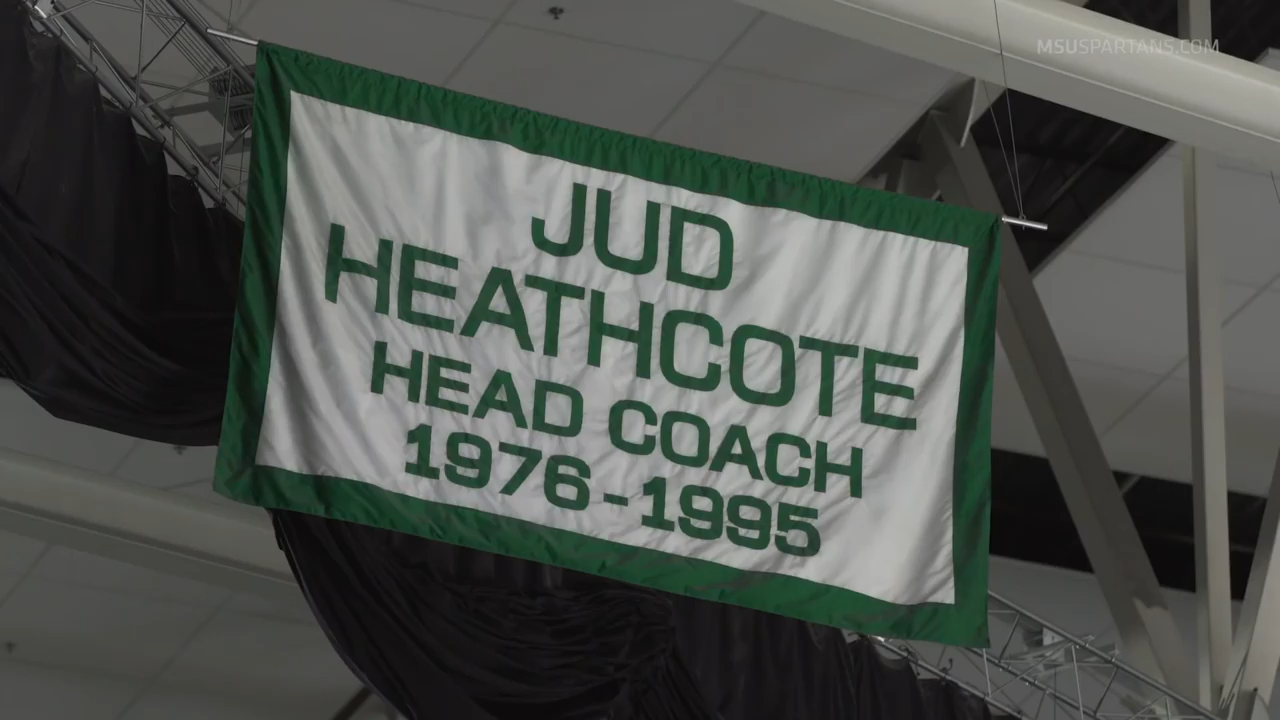 MSUSPARTANS.COM
JUD
HEATHCOTE
HEAD COACH
1976-1995